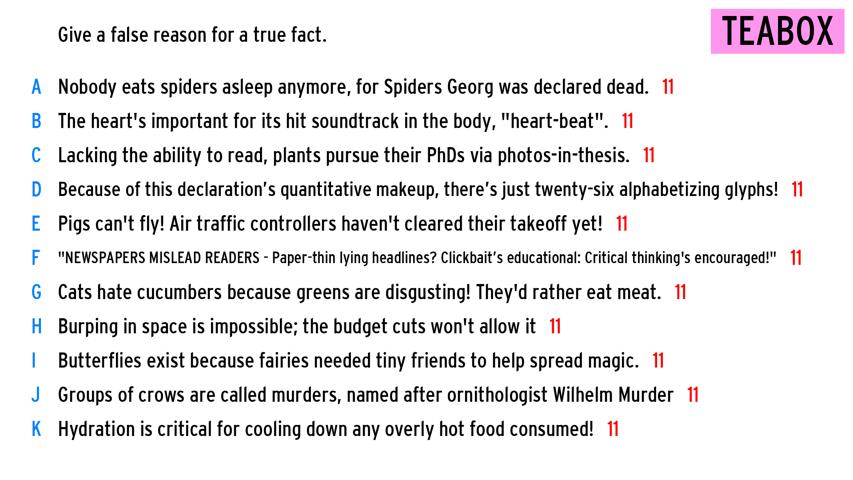 Give a false reason for a true fact.
TEABOX
A Nobody eats spiders asleep anymore, for Spiders Georg was declared dead. 11
B The heart's important for its hit soundtrack in the body, "heart-beat". 11
C Lacking the ability to read, plants pursue their PhDs via photos-in-thesis. 11
D Because of this declaration’s quantitative makeup, there’s just twenty-six alphabetizing glyphs! 11
E Pigs can't fly! Air traffic controllers haven't cleared their takeoff yet! 11
F "NEWSPAPERS MISLEAD READERS - Paper-thin lying headlines? Clickbait’s educational: Critical thinking's encouraged!" 11
G Cats hate cucumbers because greens are disgusting! They'd rather eat meat. 11
H Burping in space is impossible; the budget cuts won't allow it 11
I Butterflies exist because fairies needed tiny friends to help spread magic. 11
J Groups of crows are called murders, named after ornithologist Wilhelm Murder 11
K Hydration is critical for cooling down any overly hot food consumed! 11